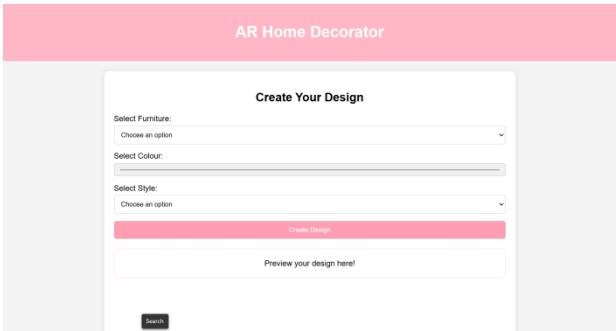 AR Home Decorator
Create Your Design
Select Furniture:
Choose an option
Select Colour:
Select Style:
Choose an option
Create Design
Preview your design here!
Search